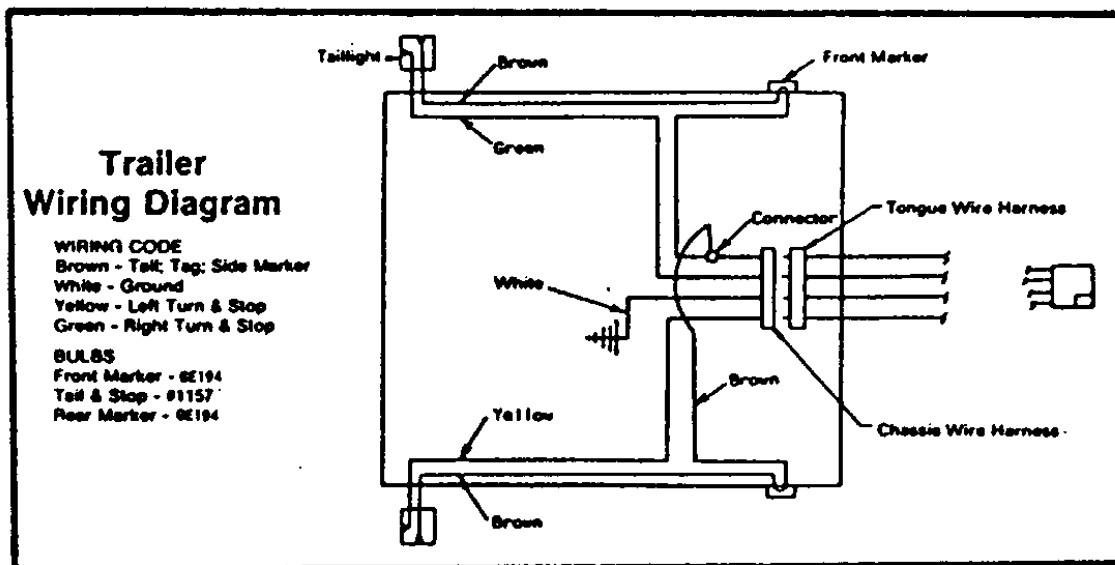 Taillight
Brown
Front Marker
Green
Trailer
Wiring Diagram
WIRING CODE
Brown - Tail; Tag; Side Marker
White - Ground
Yellow - Left Turn & Stop
Green - Right Turn & Stop
BULBS
Front Marker - GE194
Tail & Stop - #1157
Rear Marker - GE194
Connector
Tongue Wire Harness
White
Brown
Chassis Wire Harness
Yellow
Brown